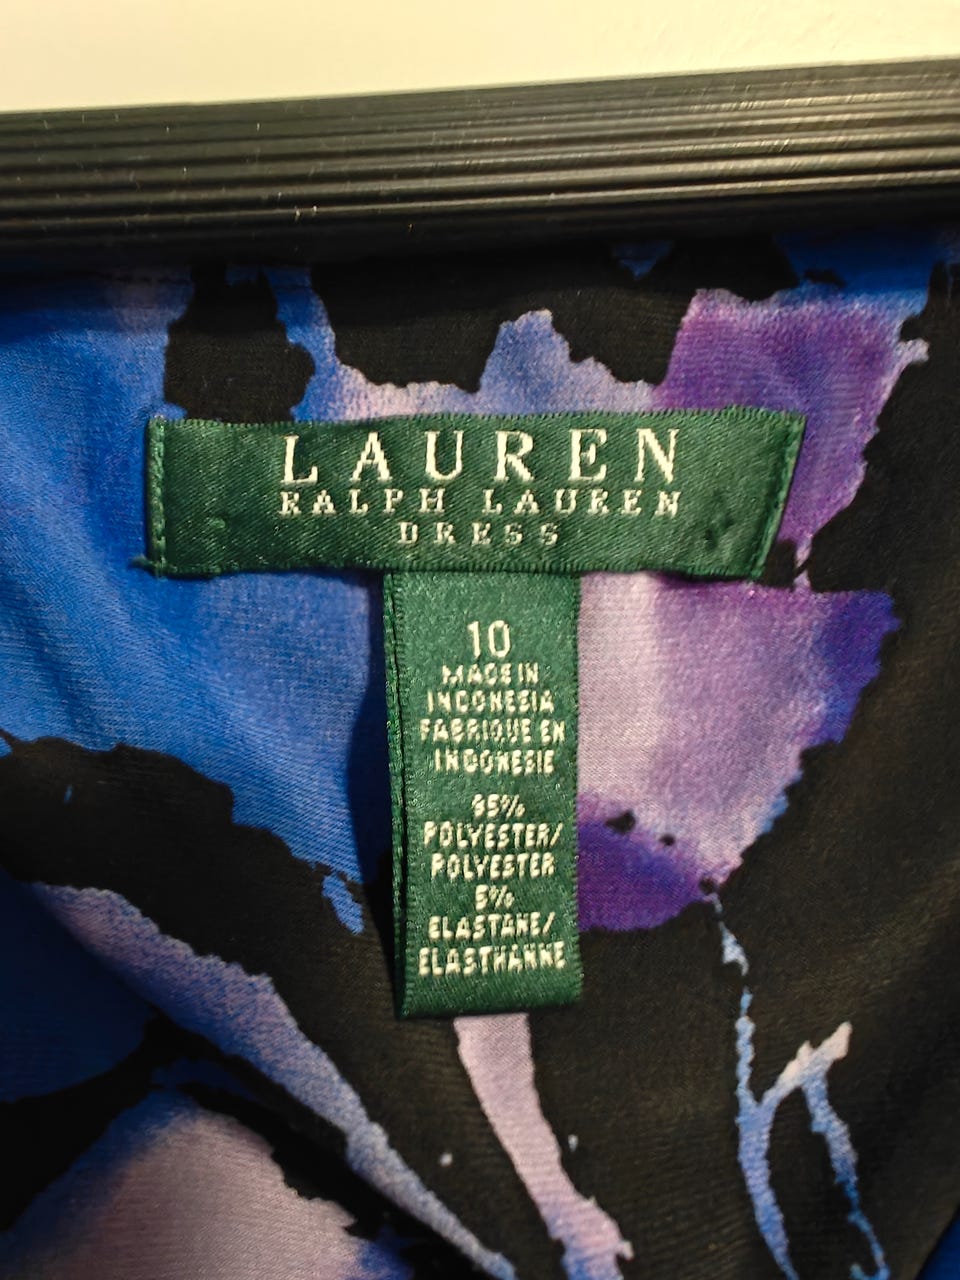 LAUREN
RALPH LAUREN
DRESS
10
MADE IN
INDONESIA
FABRIQUE EN
INDONESIE
95%
POLYESTER/
POLYESTER
5%
ELASTANE/
ELASTHANNE